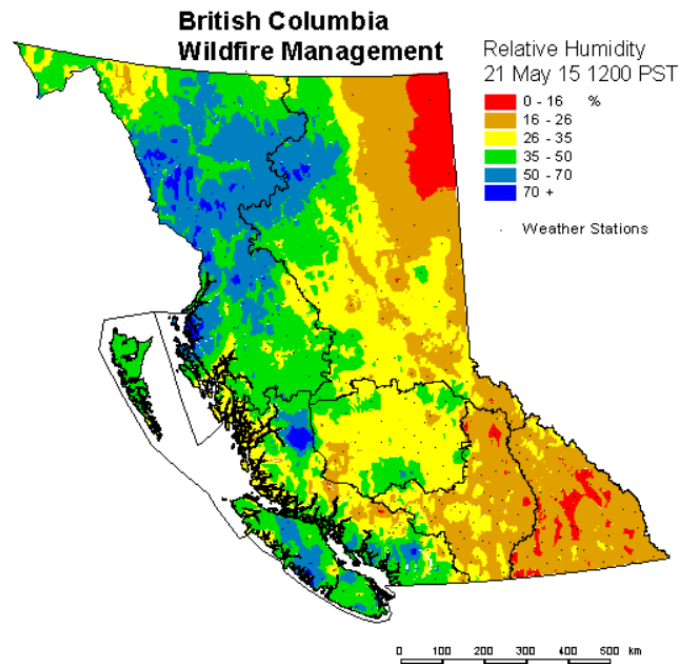 British Columbia
Wildfire Management
Relative Humidity
21 May 15 1200 PST
0 - 16 %
16 - 26
26 - 35
35 - 50
50 - 70
70 +
Weather Stations
0 100 200 300 400 500 km